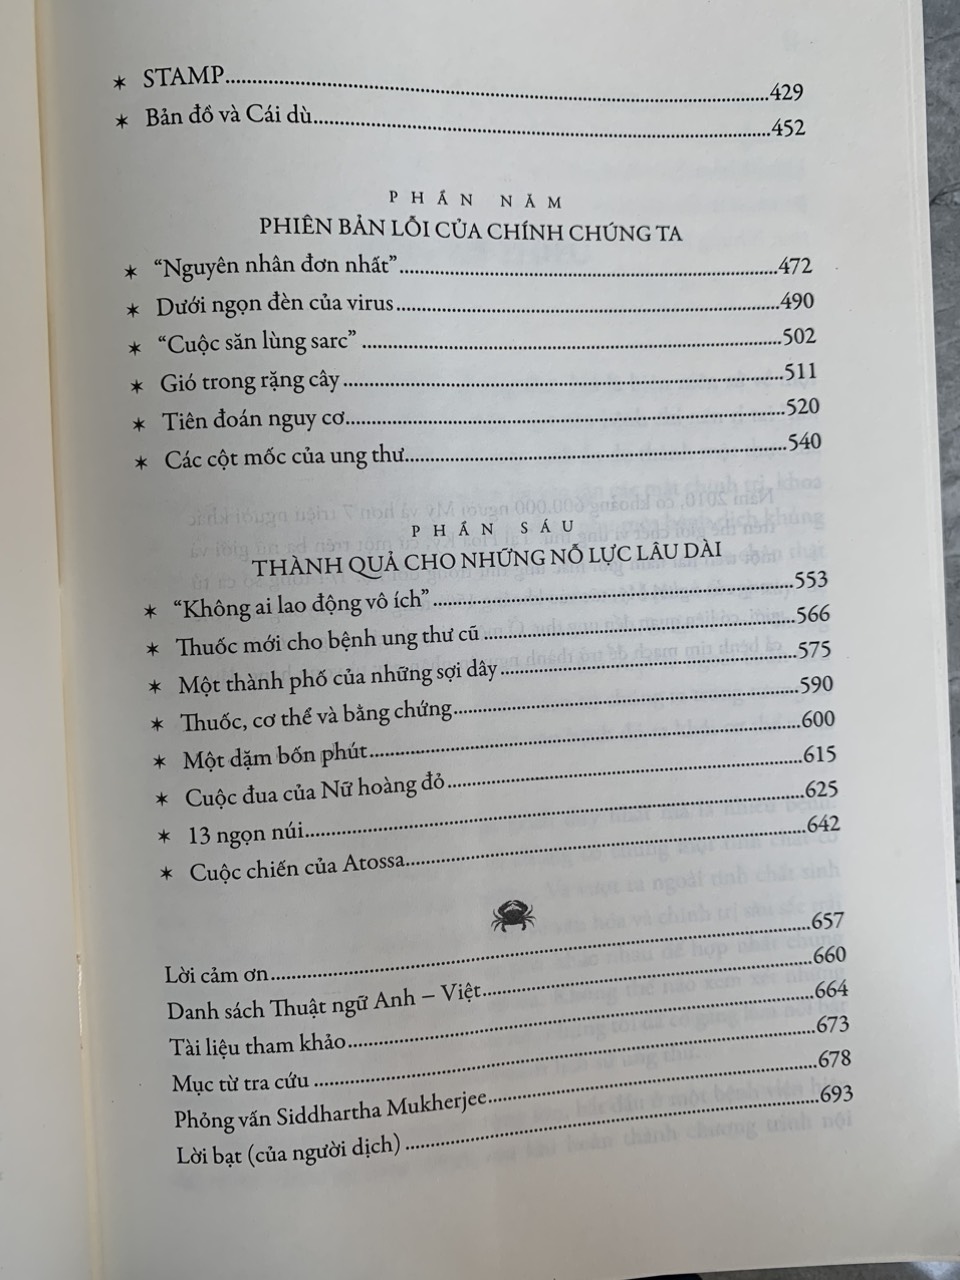 ✶ STAMP..........429
✶ Bản đồ và Cái dù..........452
PHẦN NĂM
PHIÊN BẢN LỖI CỦA CHÍNH CHÚNG TA
✶ “Nguyên nhân đơn nhất”..........472
✶ Dưới ngọn đèn của virus..........490
✶ “Cuộc săn lùng sarc”..........502
✶ Gió trong rặng cây..........511
✶ Tiên đoán nguy cơ..........520
✶ Các cột mốc của ung thư..........540
PHẦN SÁU
THÀNH QUẢ CHO NHỮNG NỖ LỰC LÂU DÀI
✶ “Không ai lao động vô ích”..........553
✶ Thuốc mới cho bệnh ung thư cũ..........566
✶ Một thành phố của những sợi dây..........575
✶ Thuốc, cơ thể và bằng chứng..........590
✶ Một dặm bốn phút..........600
✶ Cuộc đua của Nữ hoàng đỏ..........615
✶ 13 ngọn núi..........625
✶ Cuộc chiến của Atossa..........642
Lời cảm ơn..........657
Danh sách Thuật ngữ Anh – Việt..........660
Tài liệu tham khảo..........664
Mục từ tra cứu..........673
Phỏng vấn Siddhartha Mukherjee..........678
Lời bạt (của người dịch)..........693